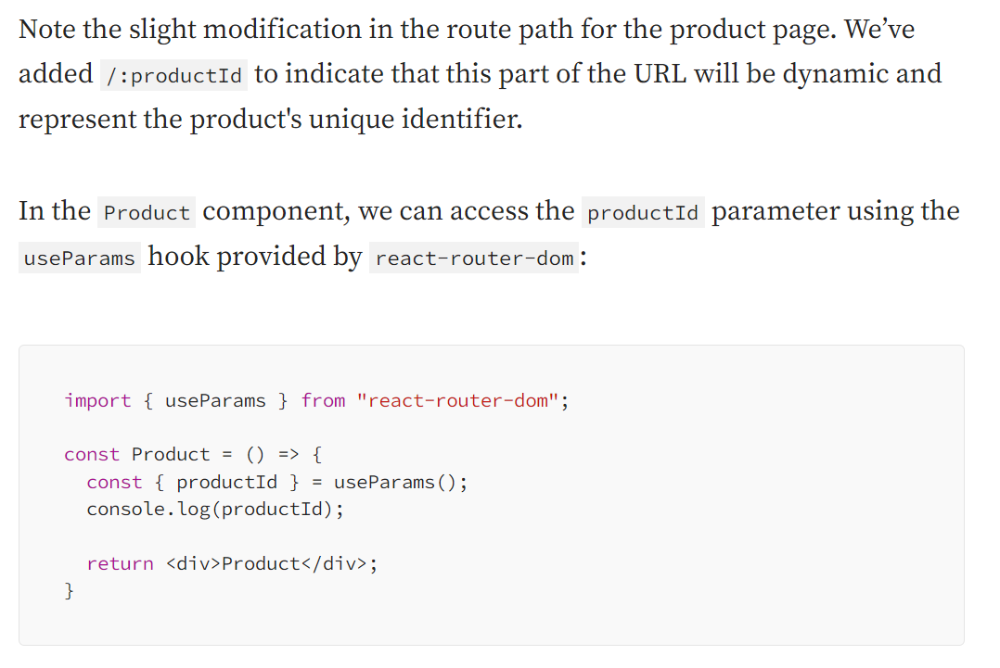 Note the slight modification in the route path for the product page. We’ve
added /:productId to indicate that this part of the URL will be dynamic and
represent the product's unique identifier.
In the Product component, we can access the productId parameter using the
useParams hook provided by react-router-dom:
import { useParams } from "react-router-dom";
const Product = () => {
  const { productId } = useParams();
  console.log(productId);
  return <div>Product</div>;
}